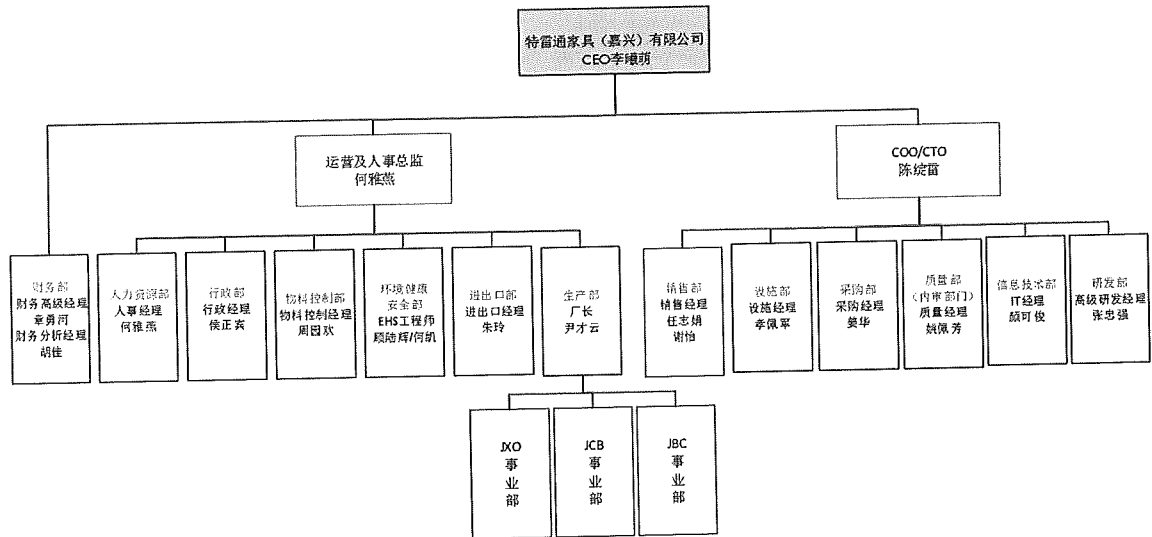 特雷通家具（嘉兴）有限公司
CEO李曦萌
运营及人事总监
何雅燕
COO/CTO
陈绽蕾
财务部
财务高级经理
章勇河
财务分析经理
胡佳
人力资源部
人事经理
何雅燕
行政部
行政经理
侯正宾
物料控制部
物料控制经理
周园欢
环境健康
安全部
EHS工程师
顾陆辉/何凯
进出口部
进出口经理
朱玲
生产部
厂长
尹才云
销售部
销售经理
任志娟
谢怡
设施部
设施经理
李佩军
采购部
采购经理
姜华
质量部
（内审部门）
质量经理
姚佩芳
信息技术部
IT经理
颜可俊
研发部
高级研发经理
张忠强
JXO
事
业
部
JCB
事
业
部
JBC
事
业
部